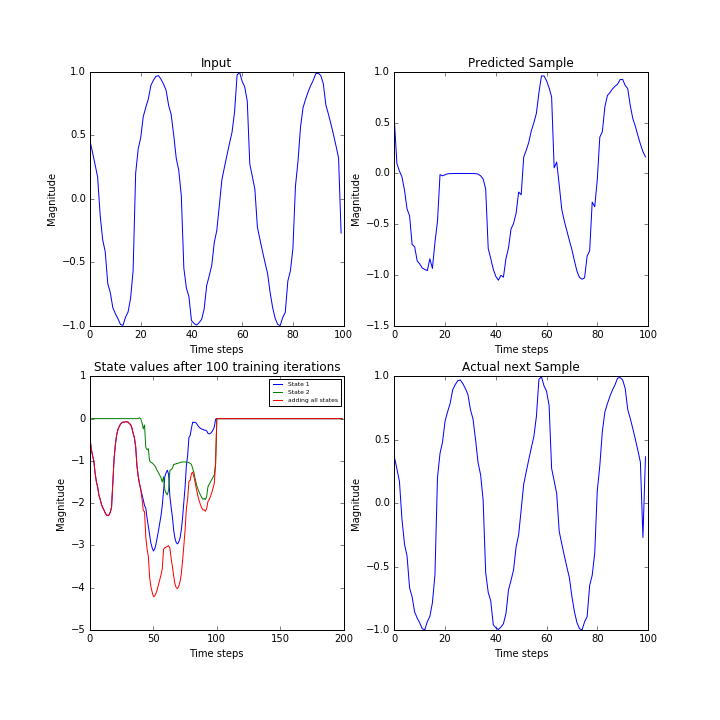 Input
1.0
0.5
0.0
−0.5
−1.0
Magnitude
0 20 40 60 80 100
Time steps
Predicted Sample
1.0
0.5
0.0
−0.5
−1.0
−1.5
Magnitude
0 20 40 60 80 100
Time steps
State values after 100 training iterations
1
0
−1
−2
−3
−4
−5
Magnitude
State 1
State 2
adding all states
0 50 100 150 200
Time steps
Actual next Sample
1.0
0.5
0.0
−0.5
−1.0
Magnitude
0 20 40 60 80 100
Time steps